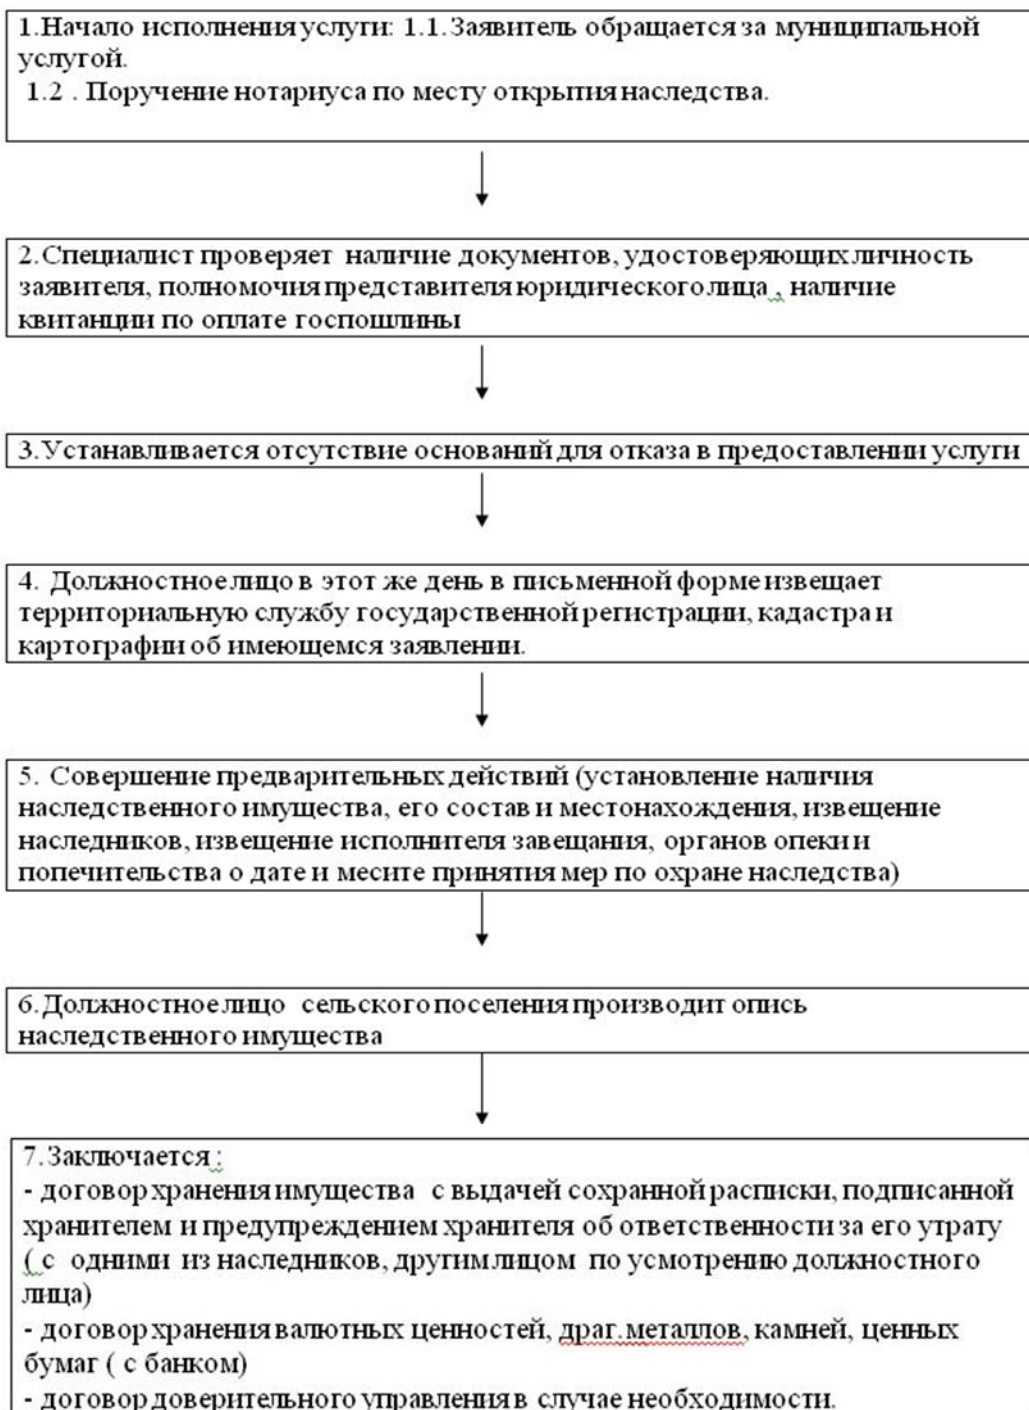 1.Начало исполнения услуги: 1.1.Заявитель обращается за муниципальной
услугой.
1.2 . Поручение нотариуса по месту открытия наследства.
2.Специалист проверяет наличие документов, удостоверяющих личность
заявителя, полномочия представителя юридического лица , наличие
квитанции по оплате госпошлины
3.Устанавливается отсутствие оснований для отказа в предоставлении услуги
4. Должностное лицо в этот же день в письменной форме извещает
территориальную службу государственной регистрации, кадастра и
картографии об имеющемся заявлении.
5. Совершение предварительных действий (установление наличия
наследственного имущества, его состав и местонахождения, извещение
наследников, извещение исполнителя завещания, органов опеки и
попечительства о дате и месите принятия мер по охране наследства)
6.Должностное лицо сельского поселения производит опись
наследственного имущества
7.Заключается :
- договор хранения имущества с выдачей сохранной расписки, подписанной
хранителем и предупреждением хранителя об ответственности за его утрату
( с одними из наследников, другим лицом по усмотрению должностного
лица)
- договор хранения валютных ценностей, драг.металлов, камней, ценных
бумаг ( с банком)
- договор доверительного управления в случае необходимости.